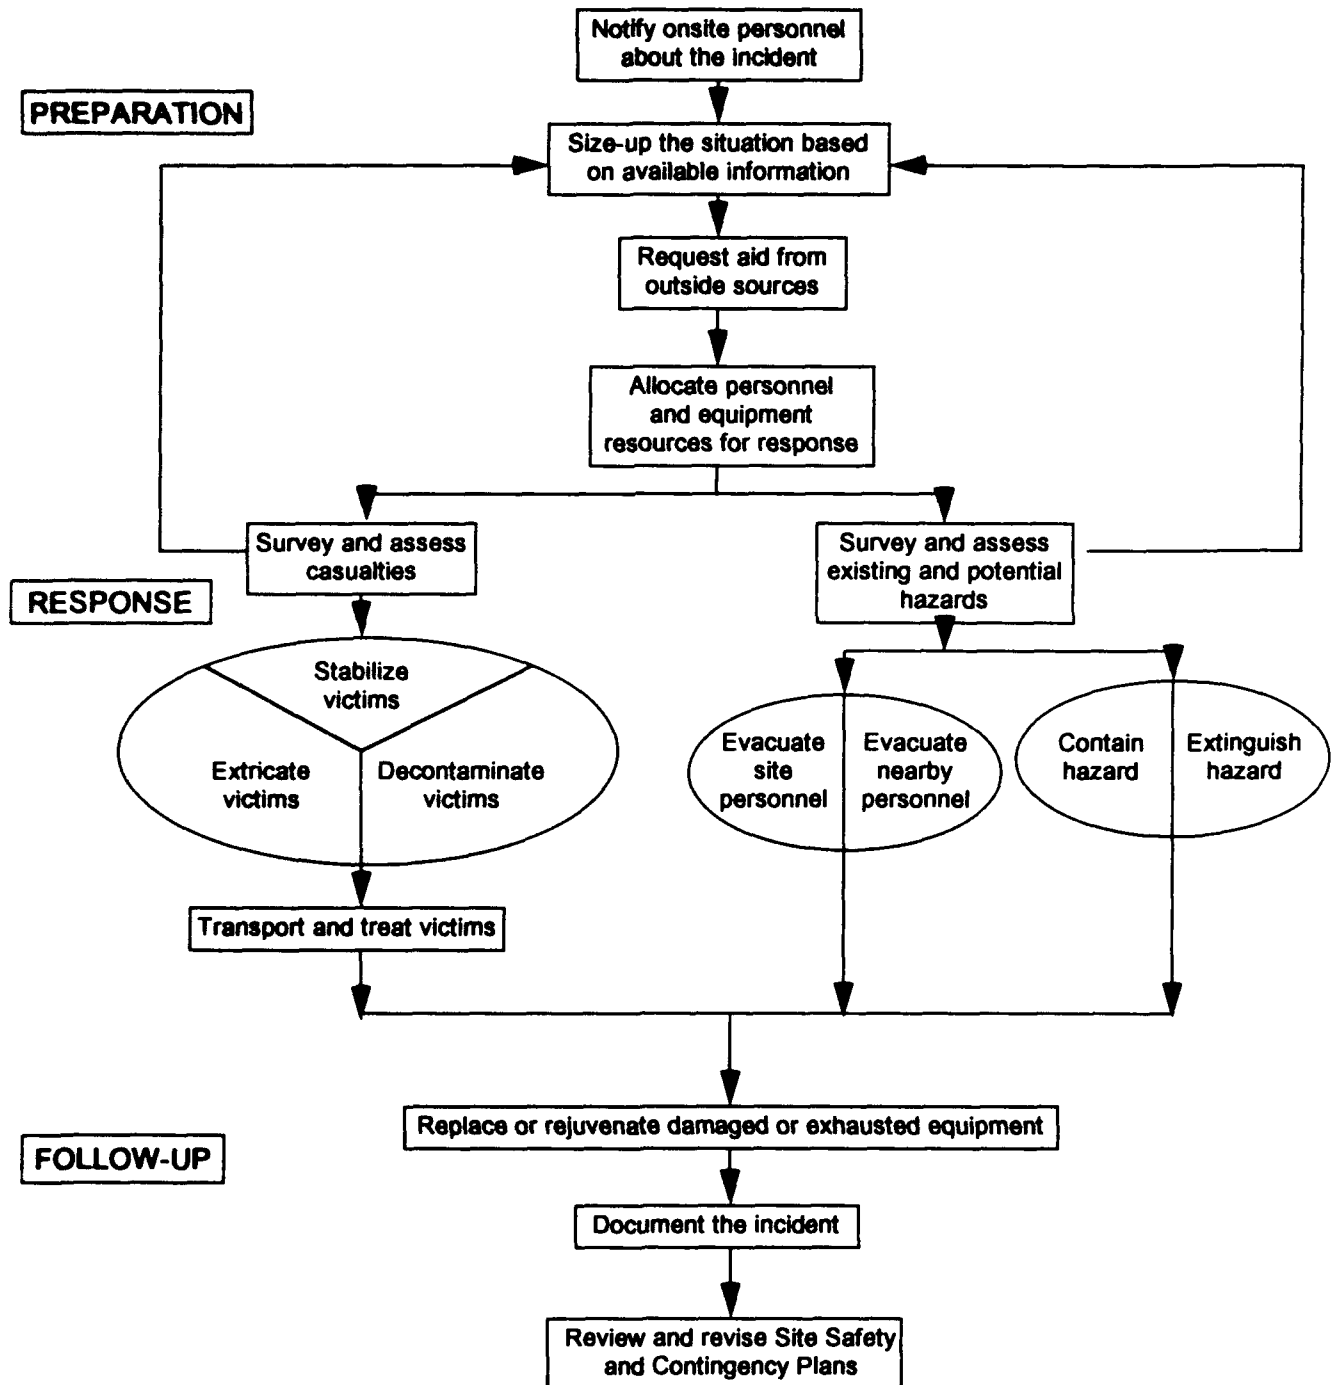 Notify onsite personnel
about the incident
PREPARATION
Size-up the situation based
on available information
Request aid from
outside sources
Allocate personnel
and equipment
resources for response
Survey and assess
casualties
Survey and assess
existing and potential
hazards
RESPONSE
Stabilize
victims
Extricate
victims
Decontaminate
victims
Evacuate
site
personnel
Evacuate
nearby
personnel
Contain
hazard
Extinguish
hazard
Transport and treat victims
Replace or rejuvenate damaged or exhausted equipment
FOLLOW-UP
Document the incident
Review and revise Site Safety
and Contingency Plans